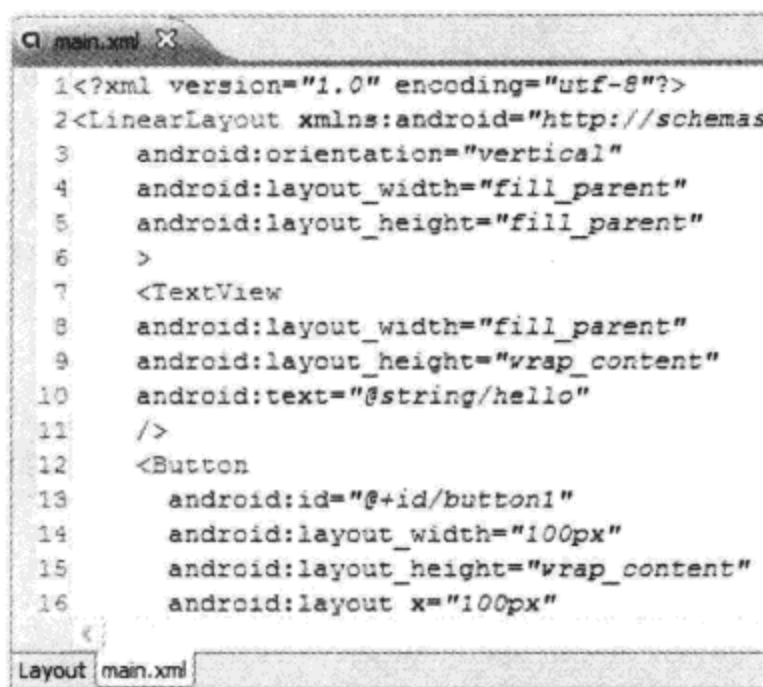 main.xml
1<?xml version="1.0" encoding="utf-8"?>
2<LinearLayout xmlns:android="http://schemas
3 android:orientation="vertical"
4 android:layout_width="fill_parent"
5 android:layout_height="fill_parent"
6 >
7 <TextView
8 android:layout_width="fill_parent"
9 android:layout_height="wrap_content"
10 android:text="@string/hello"
11 />
12 <Button
13 android:id="@+id/button1"
14 android:layout_width="100px"
15 android:layout_height="wrap_content"
16 android:layout x="100px"
Layout main.xml